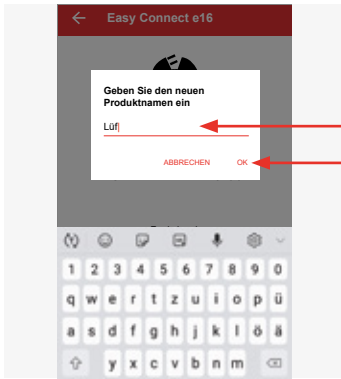 Easy Connect e16
Geben Sie den neuen
Produktnamen ein
Lüf
ABBRECHEN OK
1 2 3 4 5 6 7 8 9 0
q w e r t z u i o p ü
a s d f g h j k l ö ä
y x c v b n m